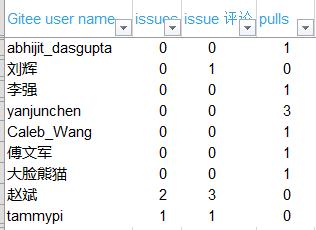 Gitee user name issues issue 评论 pulls
abhijit_dasgupta 0 0 1
刘辉 0 1 0
李强 0 0 1
yanjunchen 0 0 3
Caleb_Wang 0 0 1
傅文军 0 0 1
大脸熊猫 0 0 1
赵斌 2 3 0
tammypi 1 1 0